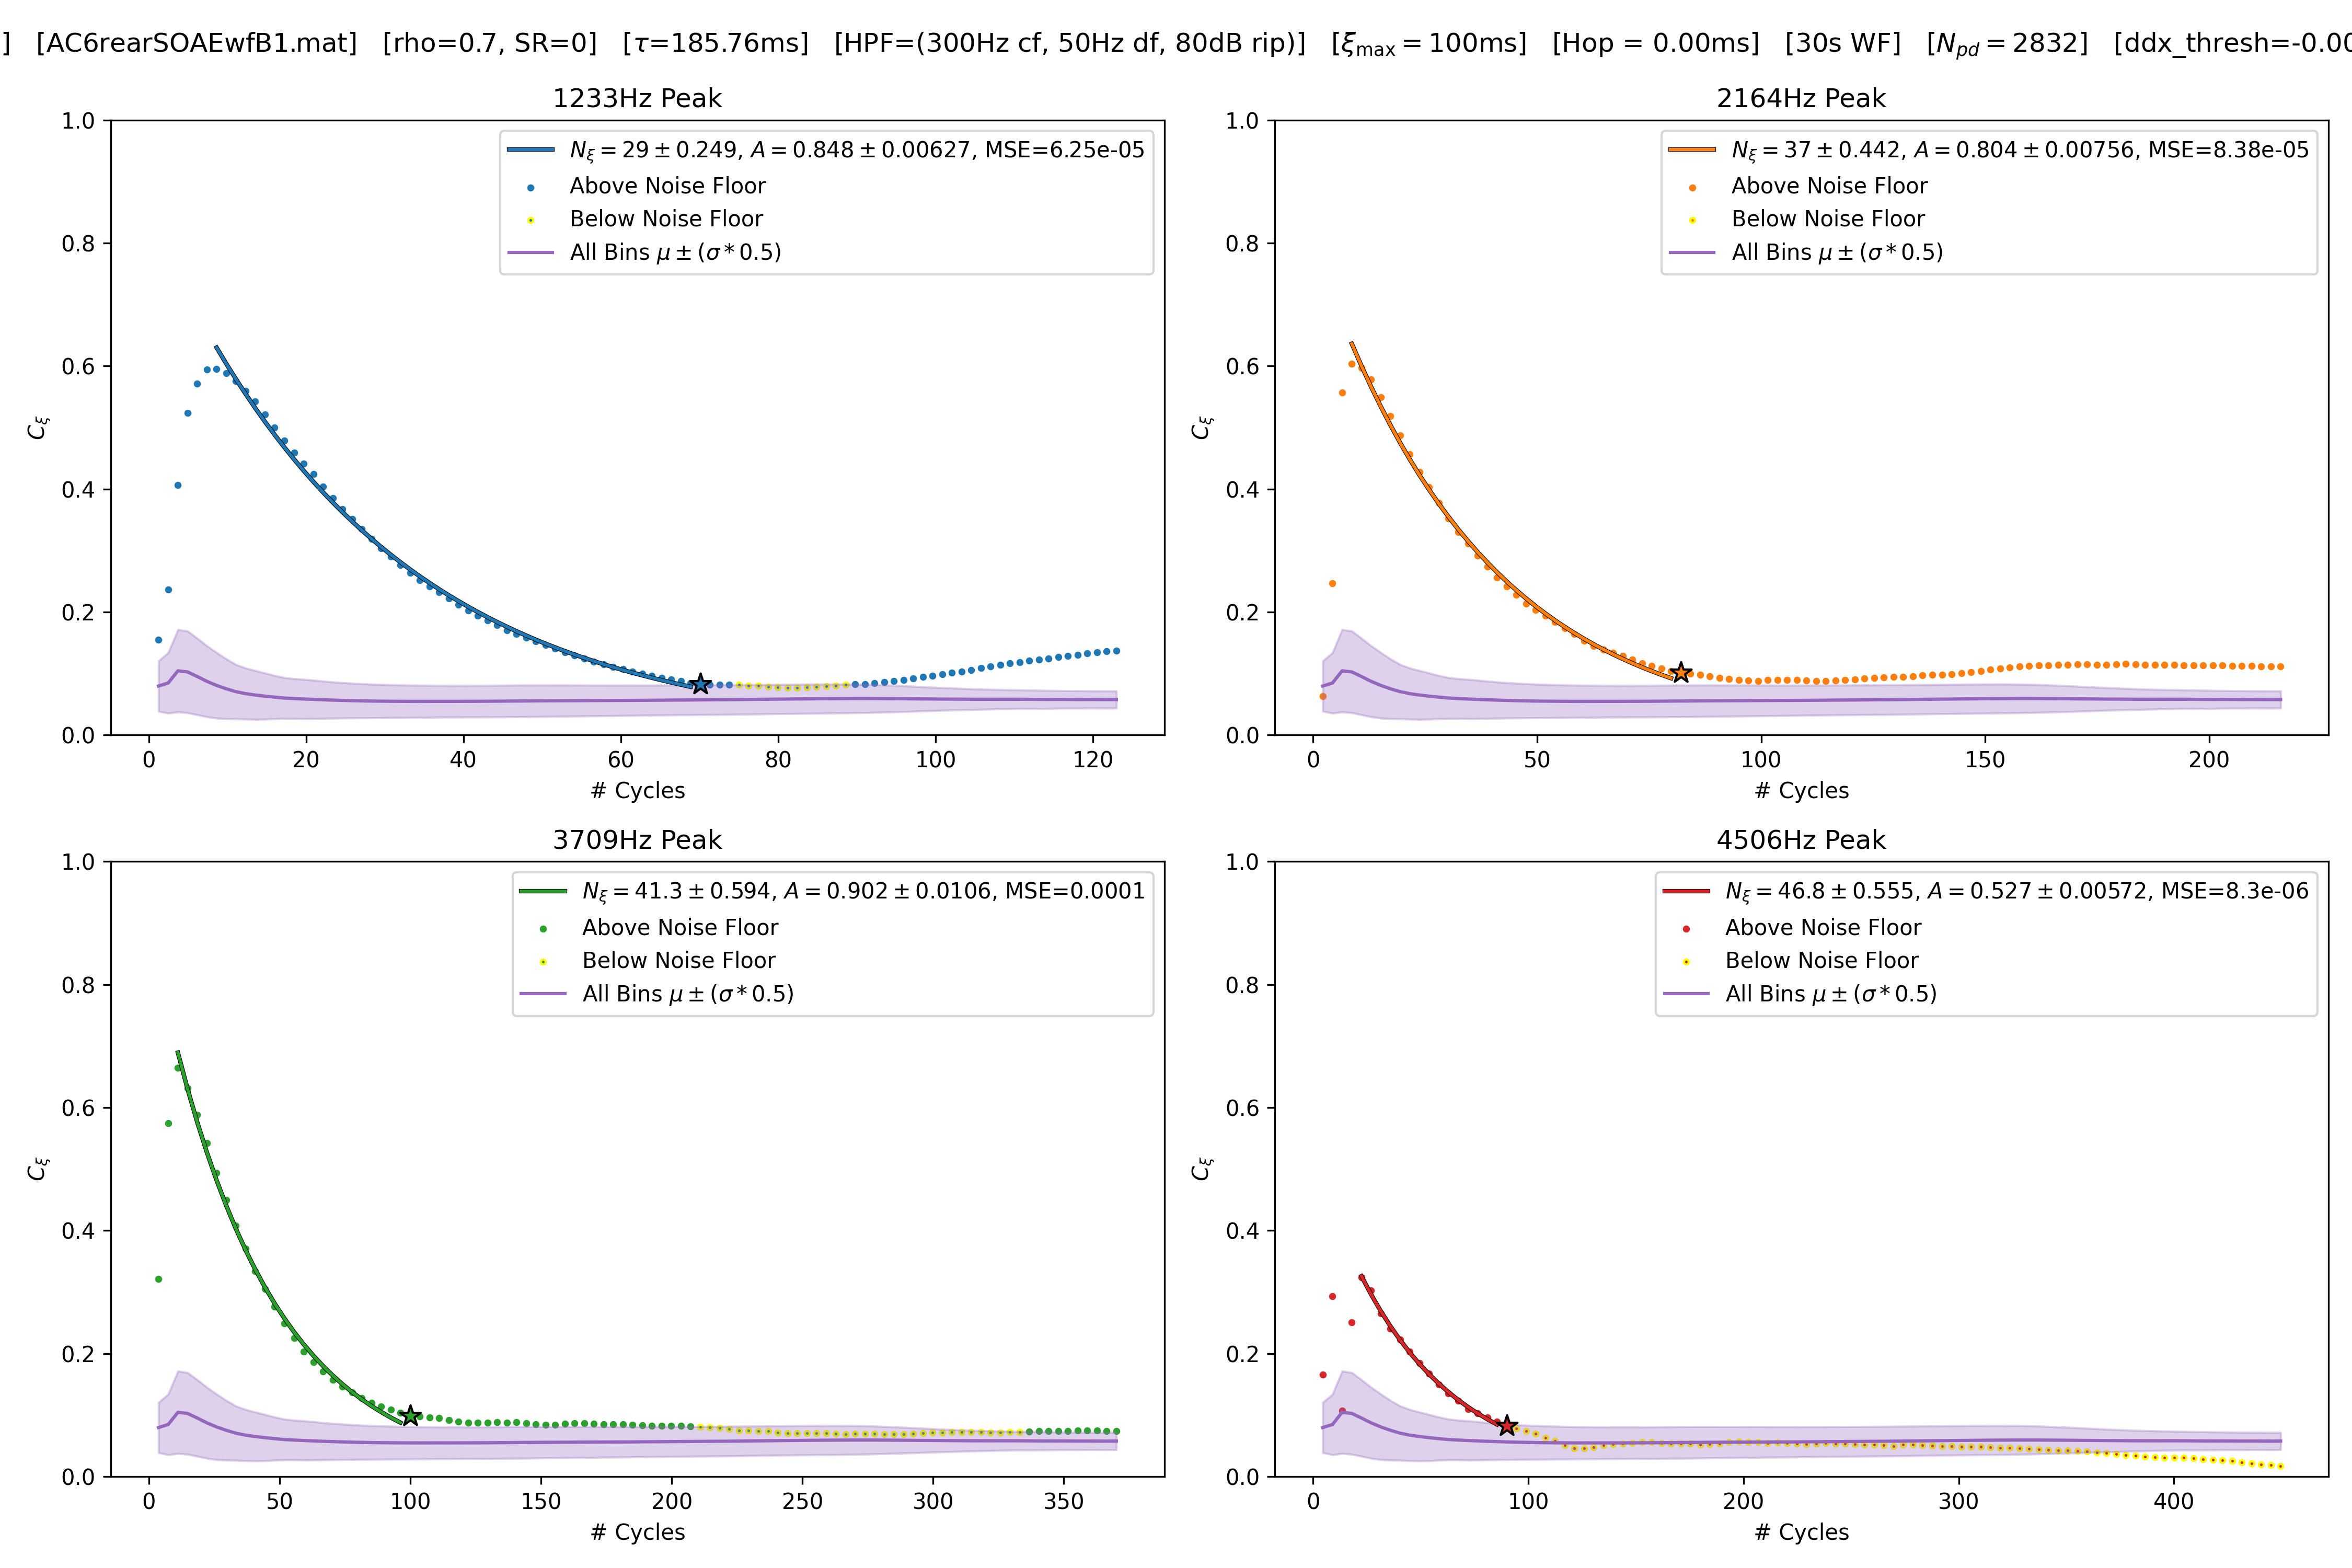 ] [AC6rearSOAEwfB1.mat] [rho=0.7, SR=0] [τ=185.76ms] [HPF=(300Hz cf, 50Hz df, 80dB rip)] [ξmax = 100ms] [Hop = 0.00ms] [30s WF] [Npd = 2832] [ddx_thresh=-0.00
1233Hz Peak
1.0
0.8
0.6
0.4
0.2
0.0
Cξ
Nξ = 29 ± 0.249, A = 0.848 ± 0.00627, MSE=6.25e-05
Above Noise Floor
Below Noise Floor
All Bins μ ± (σ * 0.5)
0 20 40 60 80 100 120
# Cycles
2164Hz Peak
1.0
0.8
0.6
0.4
0.2
0.0
Cξ
Nξ = 37 ± 0.442, A = 0.804 ± 0.00756, MSE=8.38e-05
Above Noise Floor
Below Noise Floor
All Bins μ ± (σ * 0.5)
0 50 100 150 200
# Cycles
3709Hz Peak
1.0
0.8
0.6
0.4
0.2
0.0
Cξ
Nξ = 41.3 ± 0.594, A = 0.902 ± 0.0106, MSE=0.0001
Above Noise Floor
Below Noise Floor
All Bins μ ± (σ * 0.5)
0 50 100 150 200 250 300 350
# Cycles
4506Hz Peak
1.0
0.8
0.6
0.4
0.2
0.0
Cξ
Nξ = 46.8 ± 0.555, A = 0.527 ± 0.00572, MSE=8.3e-06
Above Noise Floor
Below Noise Floor
All Bins μ ± (σ * 0.5)
0 100 200 300 400
# Cycles